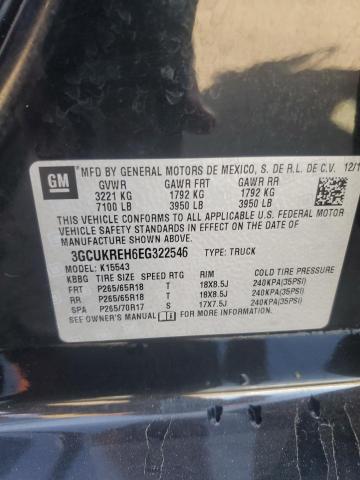 GM
MFD BY GENERAL MOTORS DE MEXICO, S. DE R.L. DE C.V. 12/1
GVWR GAWR FRT GAWR RR
3221 KG 1792 KG 1792 KG
7100 LB 3950 LB 3950 LB
THIS VEHICLE CONFORMS TO ALL APPLICABLE U.S. FEDERAL MOTOR
VEHICLE SAFETY STANDARDS IN EFFECT ON THE DATE OF
MANUFACTURE SHOWN ABOVE.
3GCUKREH6EG322546 TYPE: TRUCK
MODEL: K15543
KBBG TIRE SIZE SPEED RTG RIM COLD TIRE PRESSURE
FRT P265/65R18 T 18X8.5J 240KPA(35PSI)
RR P265/65R18 T 18X8.5J 240KPA(35PSI)
SPA P265/70R17 S 17X7.5J 240KPA(35PSI)
SEE OWNER'S MANUAL FOR ADDITIONAL INFORMATION.